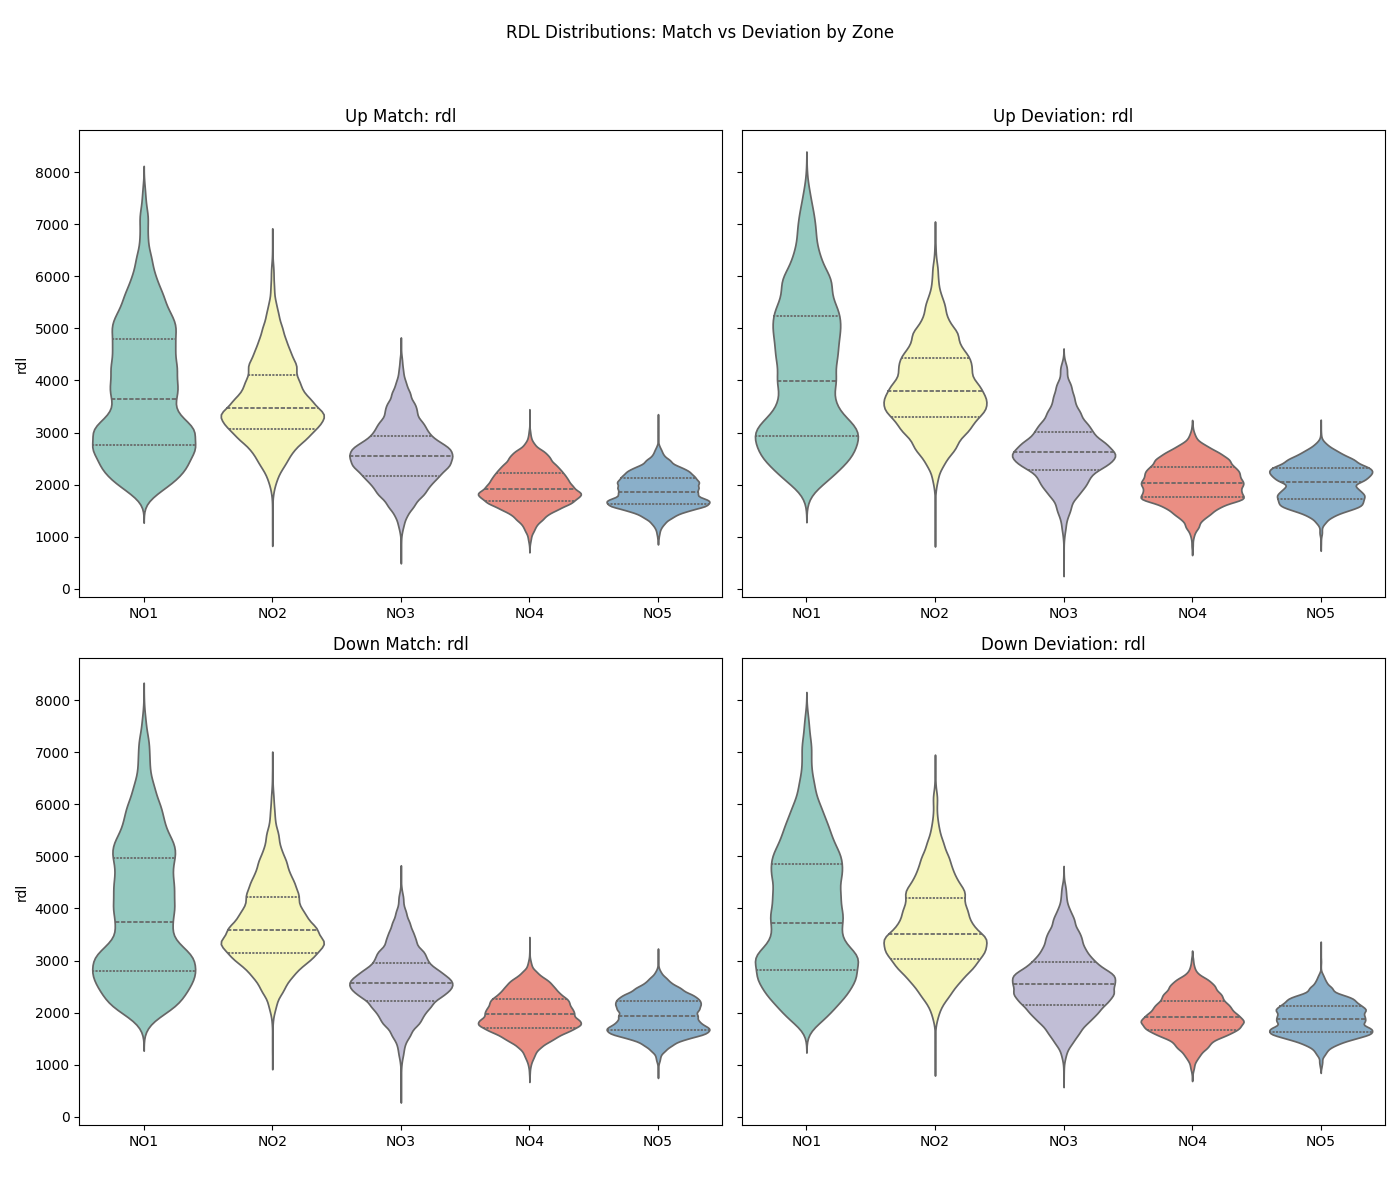 RDL Distributions: Match vs Deviation by Zone
Up Match: rdl
Up Deviation: rdl
8000
7000
6000
5000
4000
3000
2000
1000
0
rdl
NO1 NO2 NO3 NO4 NO5
NO1 NO2 NO3 NO4 NO5
Down Match: rdl
Down Deviation: rdl
8000
7000
6000
5000
4000
3000
2000
1000
0
rdl
NO1 NO2 NO3 NO4 NO5
NO1 NO2 NO3 NO4 NO5